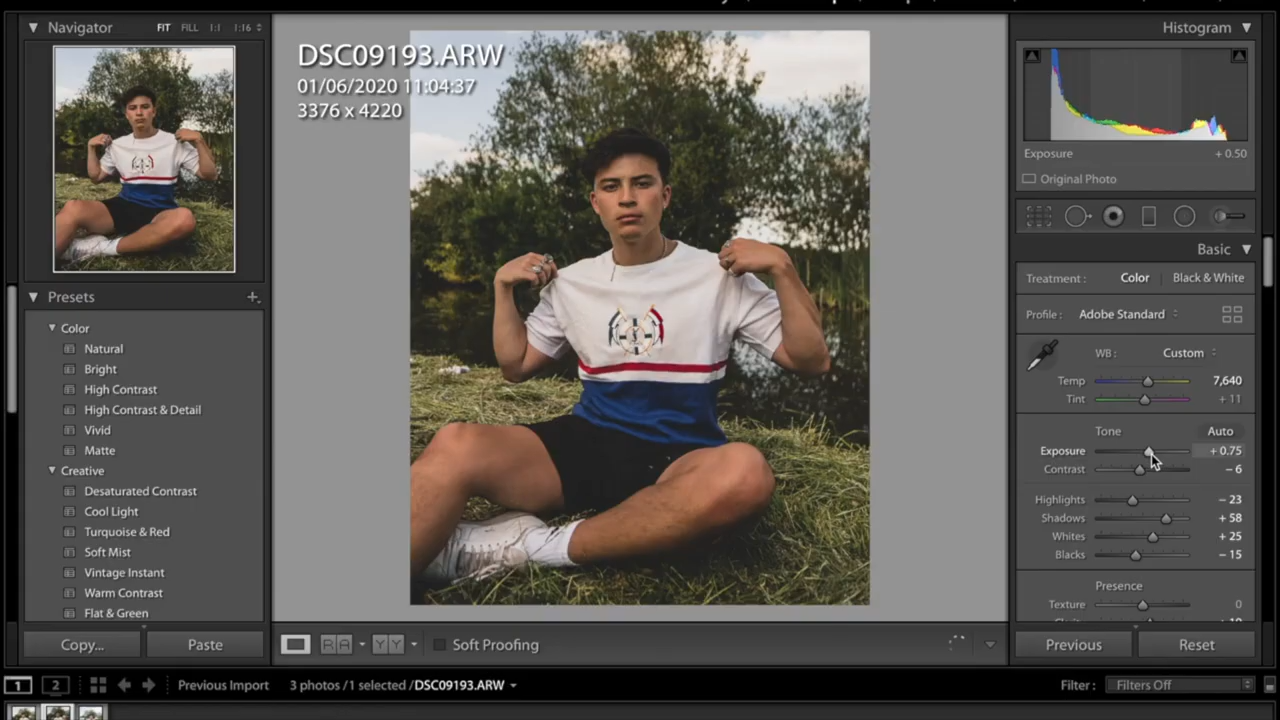 Navigator FIT FILL 1:1 1:16
Presets
Color
Natural
Bright
High Contrast
High Contrast & Detail
Vivid
Matte
Creative
Desaturated Contrast
Cool Light
Turquoise & Red
Soft Mist
Vintage Instant
Warm Contrast
Flat & Green
Copy... Paste
DSC09193.ARW
01/06/2020 11:04:37
3376 x 4220
RA YY Soft Proofing
Histogram
Exposure + 0.50
Original Photo
Basic
Treatment : Color Black & White
Profile : Adobe Standard
WB : Custom
Temp 7,640
Tint + 11
Tone Auto
Exposure + 0.75
Contrast − 6
Highlights − 23
Shadows + 58
Whites + 25
Blacks − 15
Presence
Texture 0
Previous Reset
1 2 Previous Import 3 photos /1 selected /DSC09193.ARW Filter : Filters Off